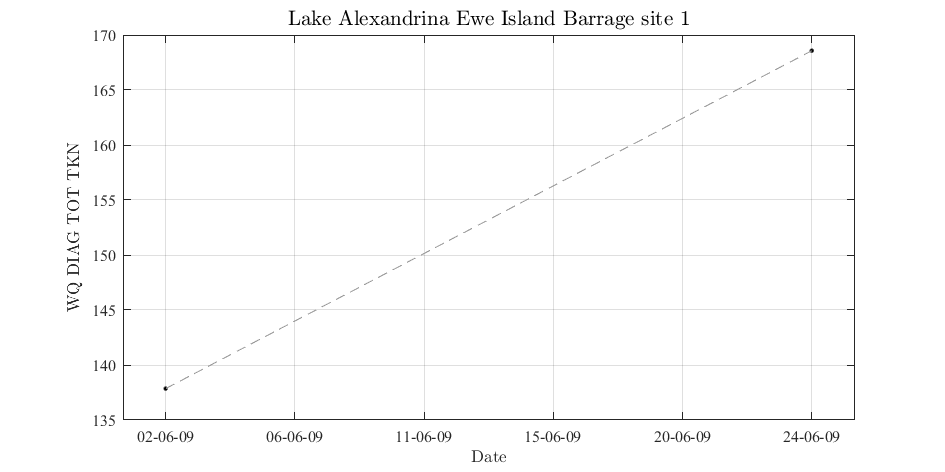 Lake Alexandrina Ewe Island Barrage site 1
170
165
160
155
150
145
140
135
WQ DIAG TOT TKN
02-06-09 06-06-09 11-06-09 15-06-09 20-06-09 24-06-09
Date